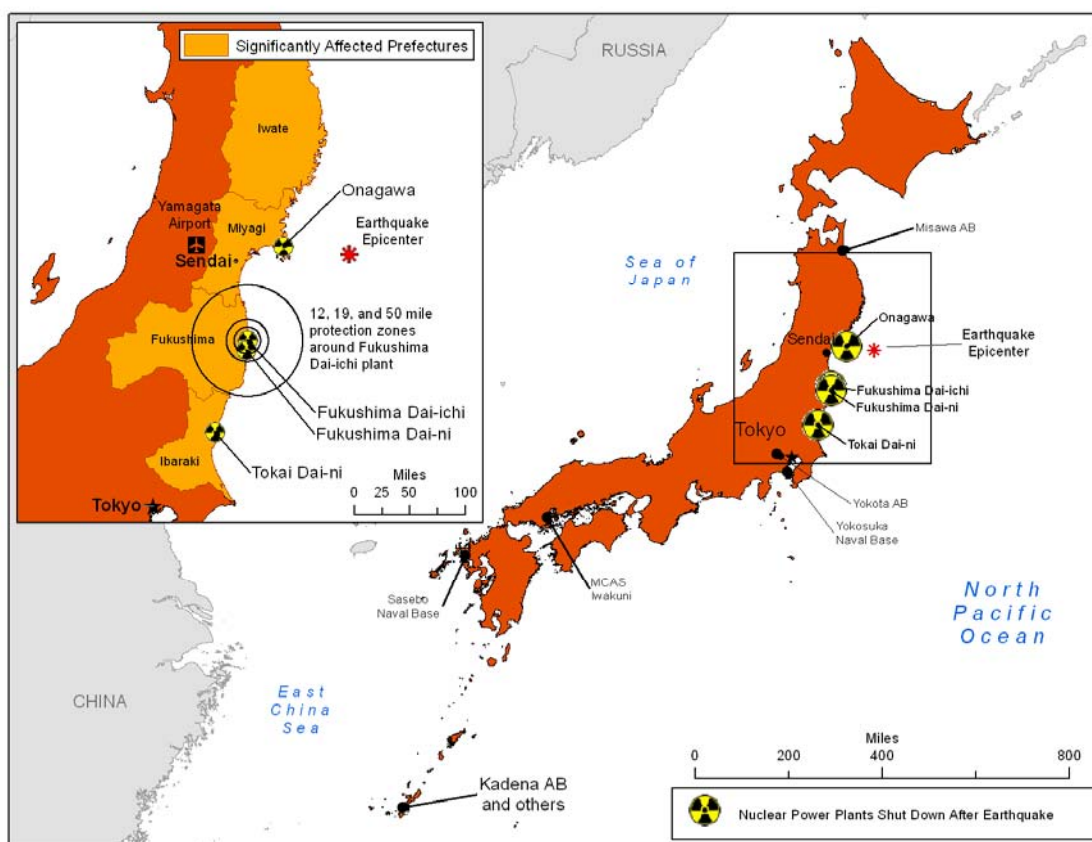 Significantly Affected Prefectures
Iwate
Onagawa
Yamagata
Airport
Miyagi
Earthquake
Epicenter
Sendai
12, 19, and 50 mile
protection zones
around Fukushima
Dai-ichi plant
Fukushima
Fukushima Dai-ichi
Fukushima Dai-ni
Tokai Dai-ni
Ibaraki
Miles
0 25 50 100
Tokyo
RUSSIA
Misawa AB
Sea of
Japan
Onagawa
Sendai
Earthquake
Epicenter
Fukushima Dai-ichi
Fukushima Dai-ni
Tokyo
Tokai Dai-ni
Yokota AB
Yokosuka
Naval Base
MCAS
Iwakuni
Sasebo
Naval Base
North
Pacific
Ocean
CHINA
East
China
Sea
Kadena AB
and others
Miles
0 200 400 800
Nuclear Power Plants Shut Down After Earthquake